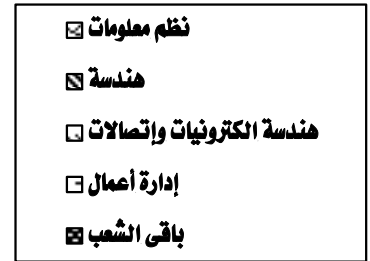 نظم معلومات
هندسة
هندسة الكترونيات وإتصالات
إدارة أعمال
باقى الشعب